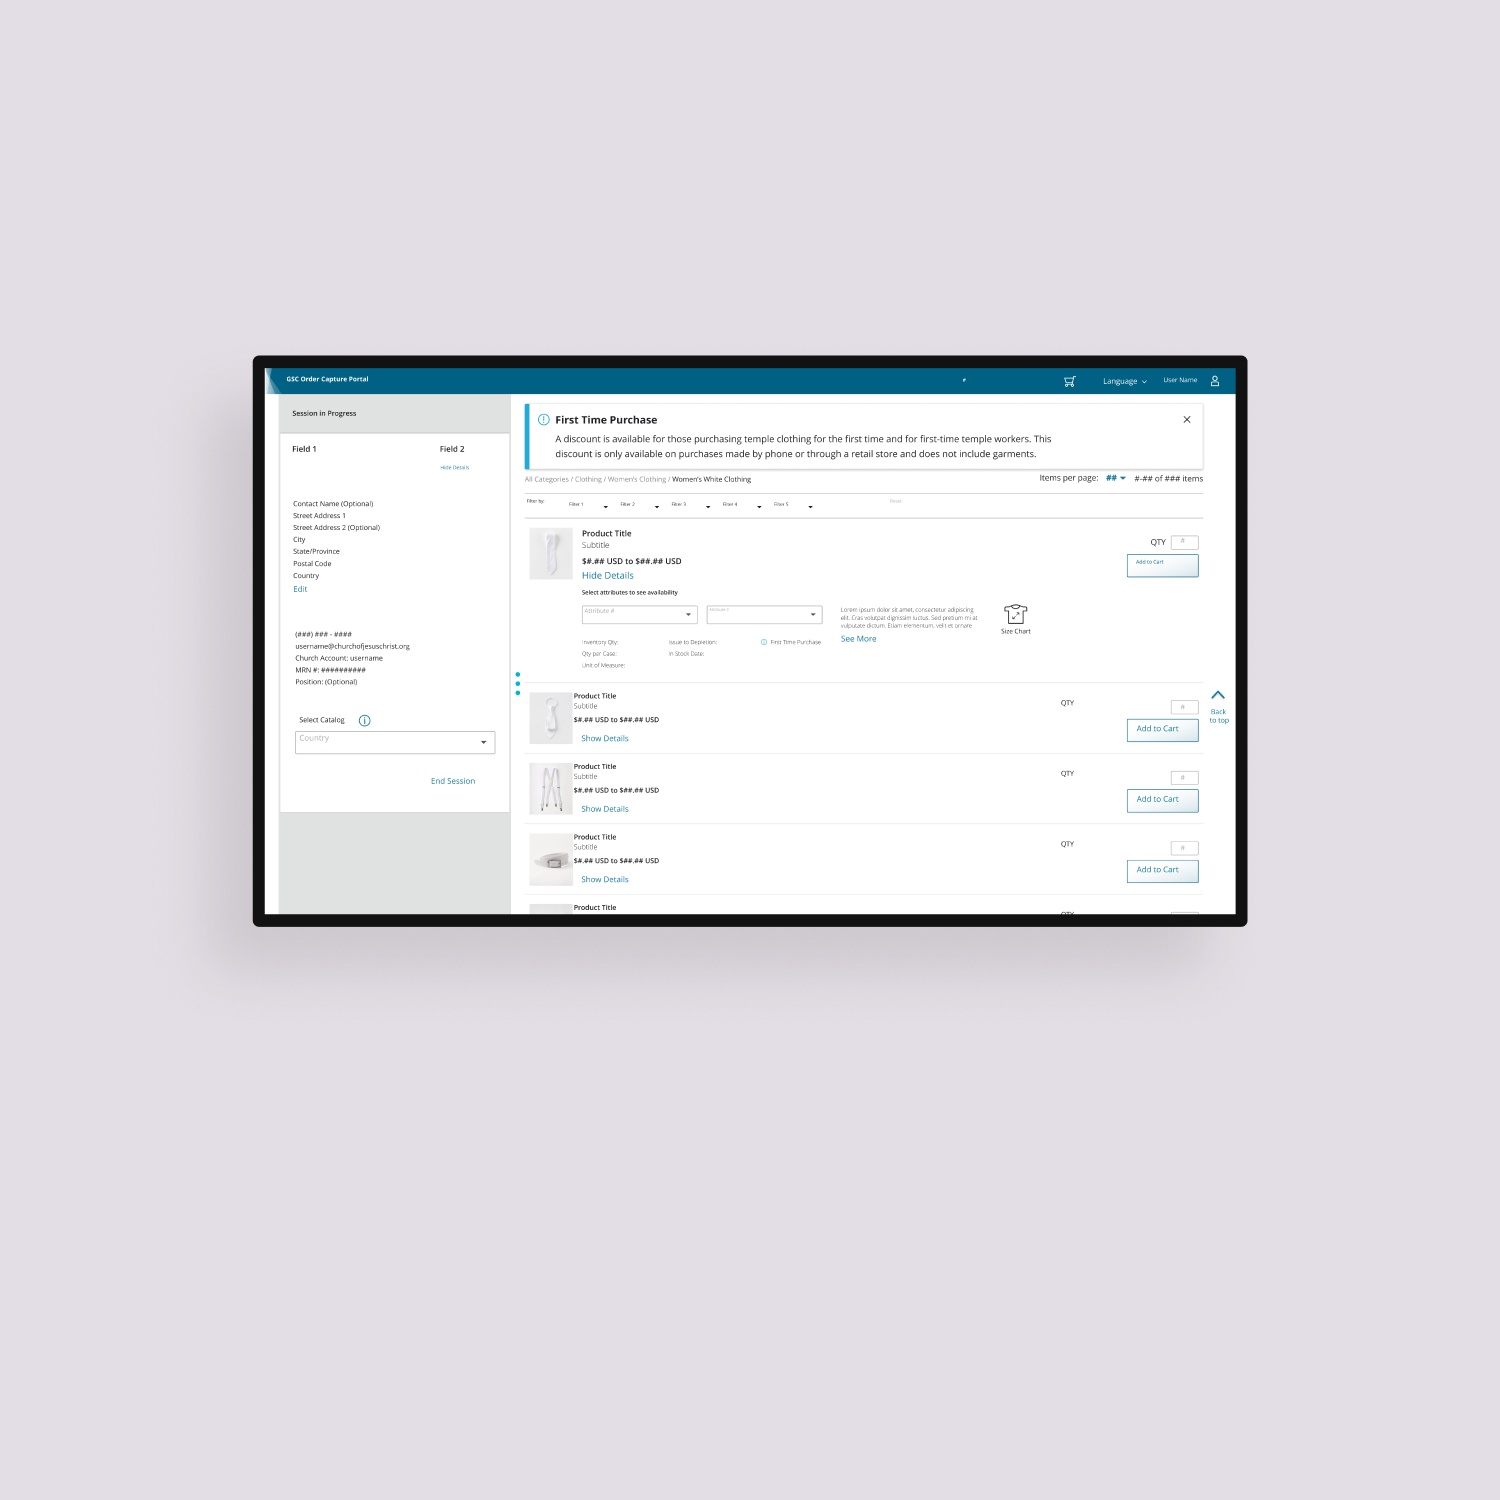 GSC Order Capture Portal
#
Language
User Name
Session in Progress
Field 1
Field 2
Hide Details
Contact Name (Optional)
Street Address 1
Street Address 2 (Optional)
City
State/Province
Postal Code
Country
Edit
(###) ### - ####
username@churchofjesuschrist.org
Church Account: username
MRN #: ##########
Position: (Optional)
Select Catalog
Country
End Session
First Time Purchase
A discount is available for those purchasing temple clothing for the first time and for first-time temple workers. This
discount is only available on purchases made by phone or through a retail store and does not include garments.
All Categories / Clothing / Women's Clothing / Women's White Clothing
Items per page: ## #-## of ### items
Filter by:
Filter 1
Filter 2
Filter 3
Filter 4
Filter 5
Reset
Product Title
Subtitle
$#.## USD to $##.## USD
Hide Details
QTY #
Add to Cart
Select attributes to see availability
Attribute #
Attribute #
Lorem ipsum dolor sit amet, consectetur adipiscing
elit. Cras volutpat dignissim luctus. Sed pretium mi at
vulputate dictum. Etiam elementum, velit et ornare
See More
Size Chart
Inventory Qty:
Issue to Depletion:
First Time Purchase
Qty per Case:
In Stock Date:
Unit of Measure:
Product Title
Subtitle
$#.## USD to $##.## USD
Show Details
QTY
#
Add to Cart
Back
to top
Product Title
Subtitle
$#.## USD to $##.## USD
Show Details
QTY
#
Add to Cart
Product Title
Subtitle
$#.## USD to $##.## USD
Show Details
QTY
#
Add to Cart
Product Title
QTY